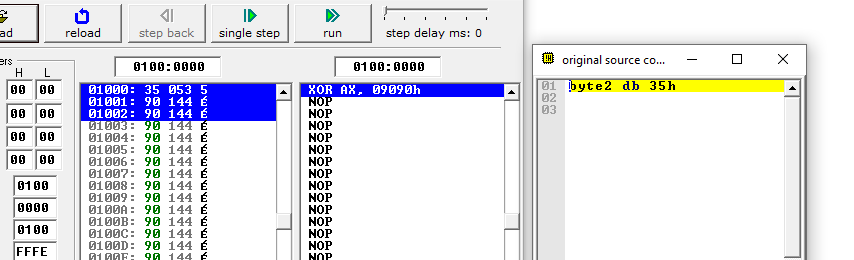 ad reload step back single step run step delay ms: 0
ers
H L
0100:0000 0100:0000
00 00
00 00
00 00
00 00
0100
0000
0100
FFFE
01000: 35 053 5
01001: 90 144 É
01002: 90 144 É
01003: 90 144 É
01004: 90 144 É
01005: 90 144 É
01006: 90 144 É
01007: 90 144 É
01008: 90 144 É
01009: 90 144 É
0100A: 90 144 É
0100B: 90 144 É
0100C: 90 144 É
0100D: 90 144 É
0100E: 90 144 É
XOR AX, 09090h
NOP
NOP
NOP
NOP
NOP
NOP
NOP
NOP
NOP
NOP
NOP
NOP
NOP
original source co...
01 byte2 db 35h
02
03